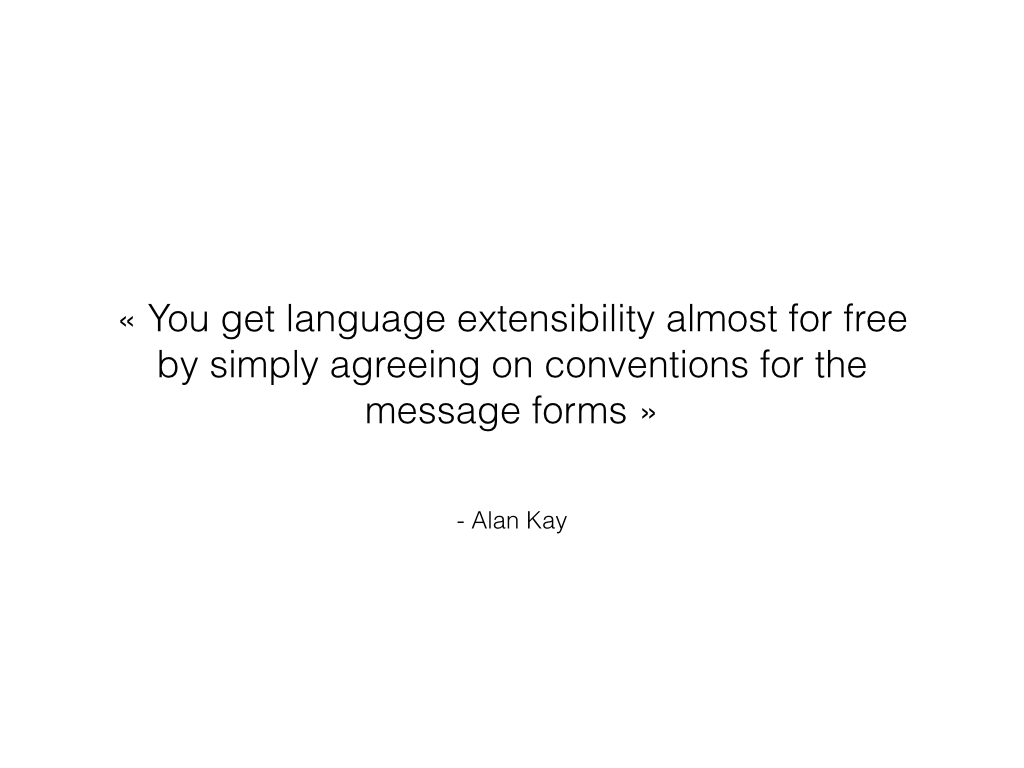 « You get language extensibility almost for free
by simply agreeing on conventions for the
message forms »
- Alan Kay